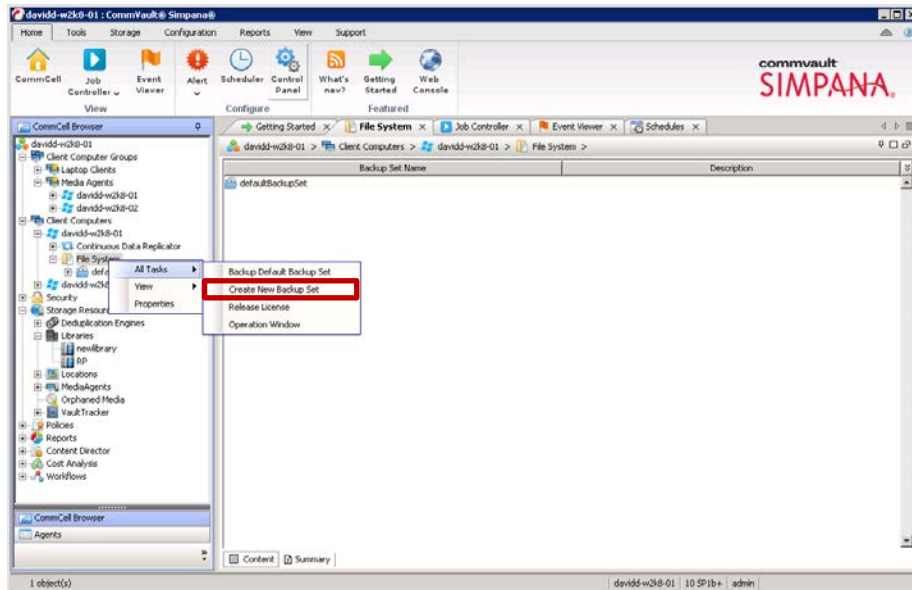 davidd-w2k8-01 : CommVault® Simpana®
Home Tools Storage Configuration Reports View Support
CommCell
Job Controller
Event Viewer
Alert
Scheduler
Control Panel
What's new?
Getting Started
Web Console
View
Configure
Featured
commvault
SIMPANA.
CommCell Browser
Getting Started
File System
Job Controller
Event Viewer
Schedules
davidd-w2k8-01 > Client Computers > davidd-w2k8-01 > File System >
Backup Set Name
Description
defaultBackupSet
davidd-w2k8-01
Client Computer Groups
Laptop Clients
Media Agents
davidd-w2k8-01
davidd-w2k8-02
Client Computers
davidd-w2k8-01
Continuous Data Replicator
File System
defa
davidd-w2k8
Security
Storage Resour
Deduplication Engines
Libraries
newlibrary
RP
Locations
MediaAgents
Orphaned Media
VaultTracker
Policies
Reports
Content Director
Cost Analysis
Workflows
All Tasks
View
Properties
Backup Default Backup Set
Create New Backup Set
Release License
Operation Window
CommCell Browser
Agents
Content
Summary
1 object(s)
davidd-w2k8-01
10 SP1b+
admin